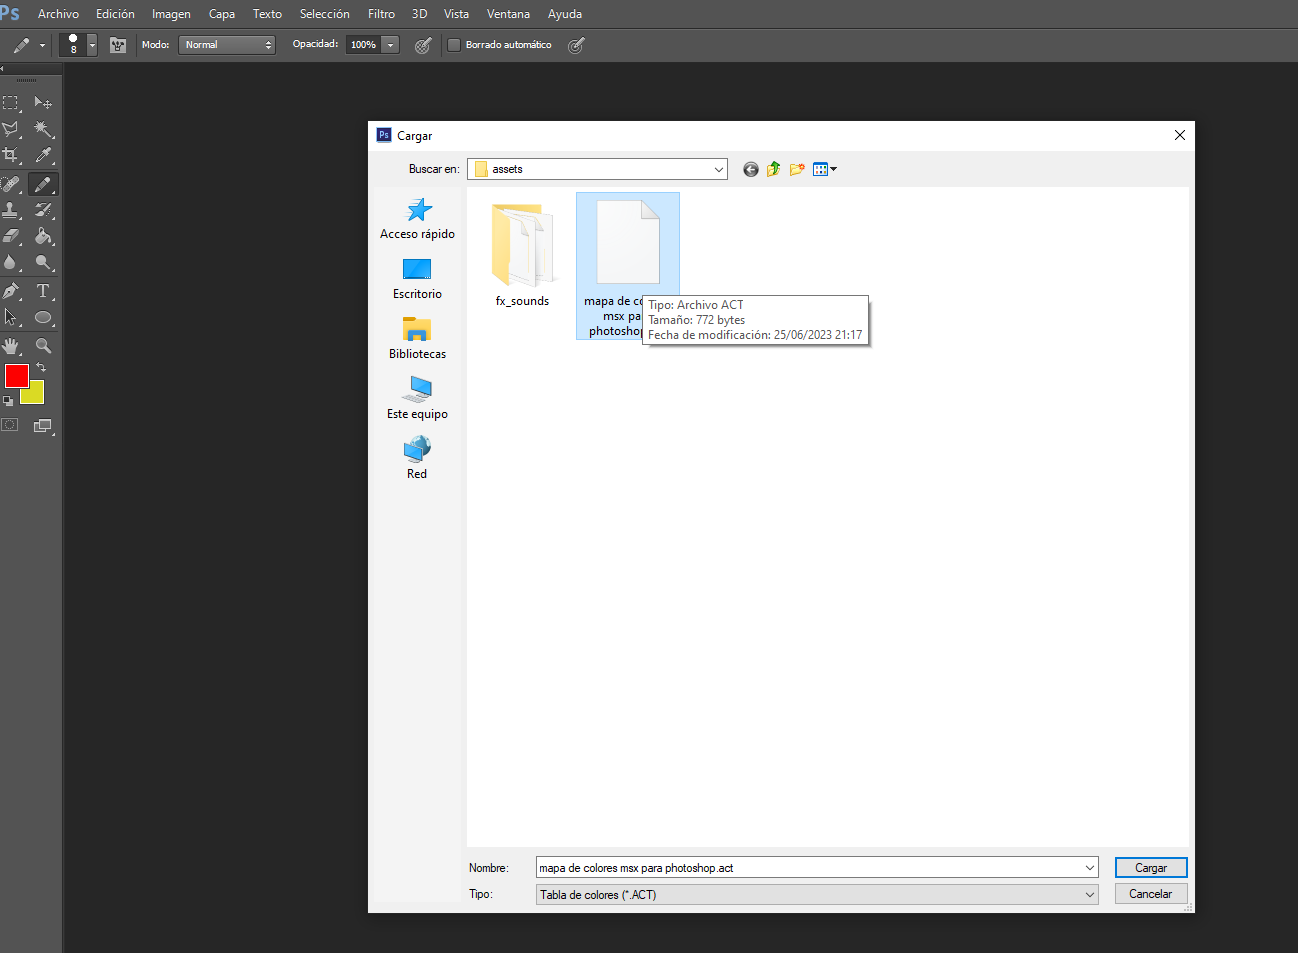 Ps Archivo Edición Imagen Capa Texto Selección Filtro 3D Vista Ventana Ayuda
8 Modo: Normal Opacidad: 100% Borrado automático
Ps Cargar
Buscar en: assets
Acceso rápido
Escritorio
Bibliotecas
Este equipo
Red
fx_sounds
mapa de
msx
photoshop
Tipo: Archivo ACT
Tamaño: 772 bytes
Fecha de modificación: 25/06/2023 21:17
Nombre: mapa de colores msx para photoshop.act Cargar
Tipo: Tabla de colores (*.ACT) Cancelar
T